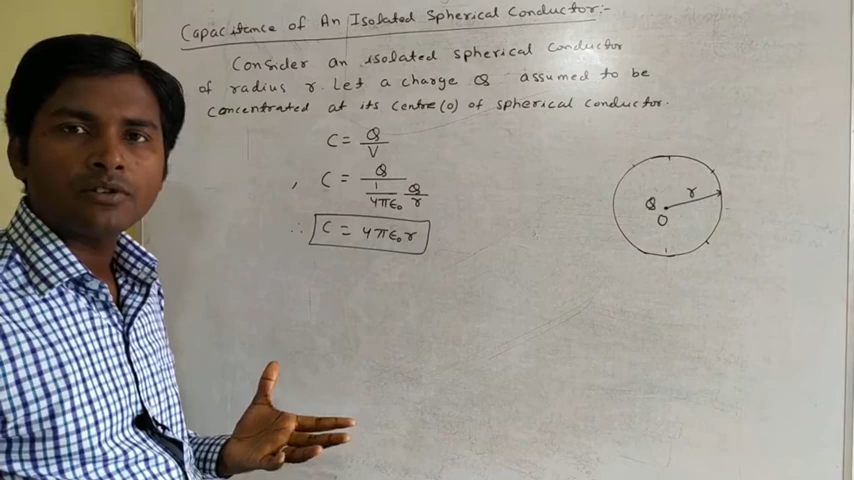 Capacitance of An Isolated Spherical Conductor:-
Consider an isolated spherical conductor
of radius r. Let a charge Q assumed to be
concentrated at its centre (O) of spherical conductor.
C = Q/V
, C = Q / (1/4πε₀ Q/r)
∴ C = 4πε₀r
r
Q
O